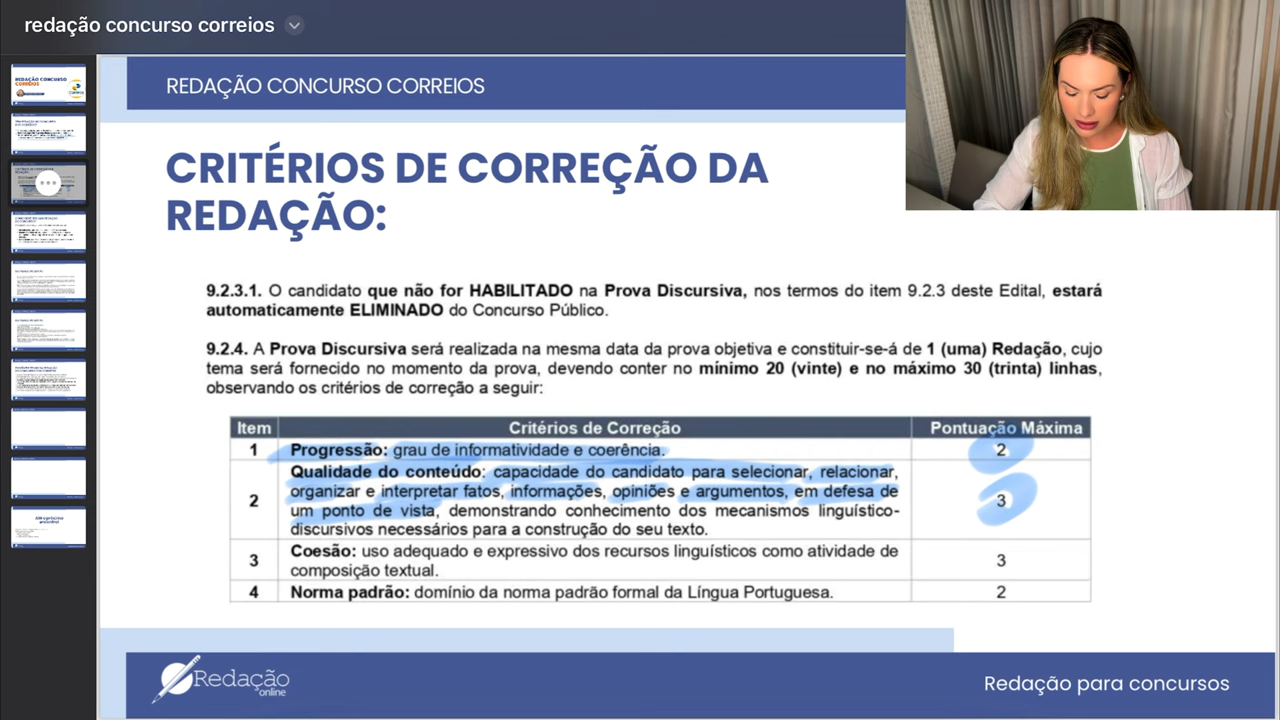 redação concurso correios
REDAÇÃO CONCURSO CORREIOS
CRITÉRIOS DE CORREÇÃO DA
REDAÇÃO:
9.2.3.1. O candidato que não for HABILITADO na Prova Discursiva, nos termos do item 9.2.3 deste Edital, estará
automaticamente ELIMINADO do Concurso Público.
9.2.4. A Prova Discursiva será realizada na mesma data da prova objetiva e constituir-se-á de 1 (uma) Redação, cujo
tema será fornecido no momento da prova, devendo conter no mínimo 20 (vinte) e no máximo 30 (trinta) linhas,
observando os critérios de correção a seguir:
Item Critérios de Correção Pontuação Máxima
1 Progressão: grau de informatividade e coerência. 2
Qualidade do conteúdo: capacidade do candidato para selecionar, relacionar,
organizar e interpretar fatos, informações, opiniões e argumentos, em defesa de
2 3
um ponto de vista, demonstrando conhecimento dos mecanismos linguístico-
discursivos necessários para a construção do seu texto.
Coesão: uso adequado e expressivo dos recursos linguísticos como atividade de
3 3
composição textual.
4 Norma padrão: domínio da norma padrão formal da Língua Portuguesa. 2
Redação
online
Redação para concursos